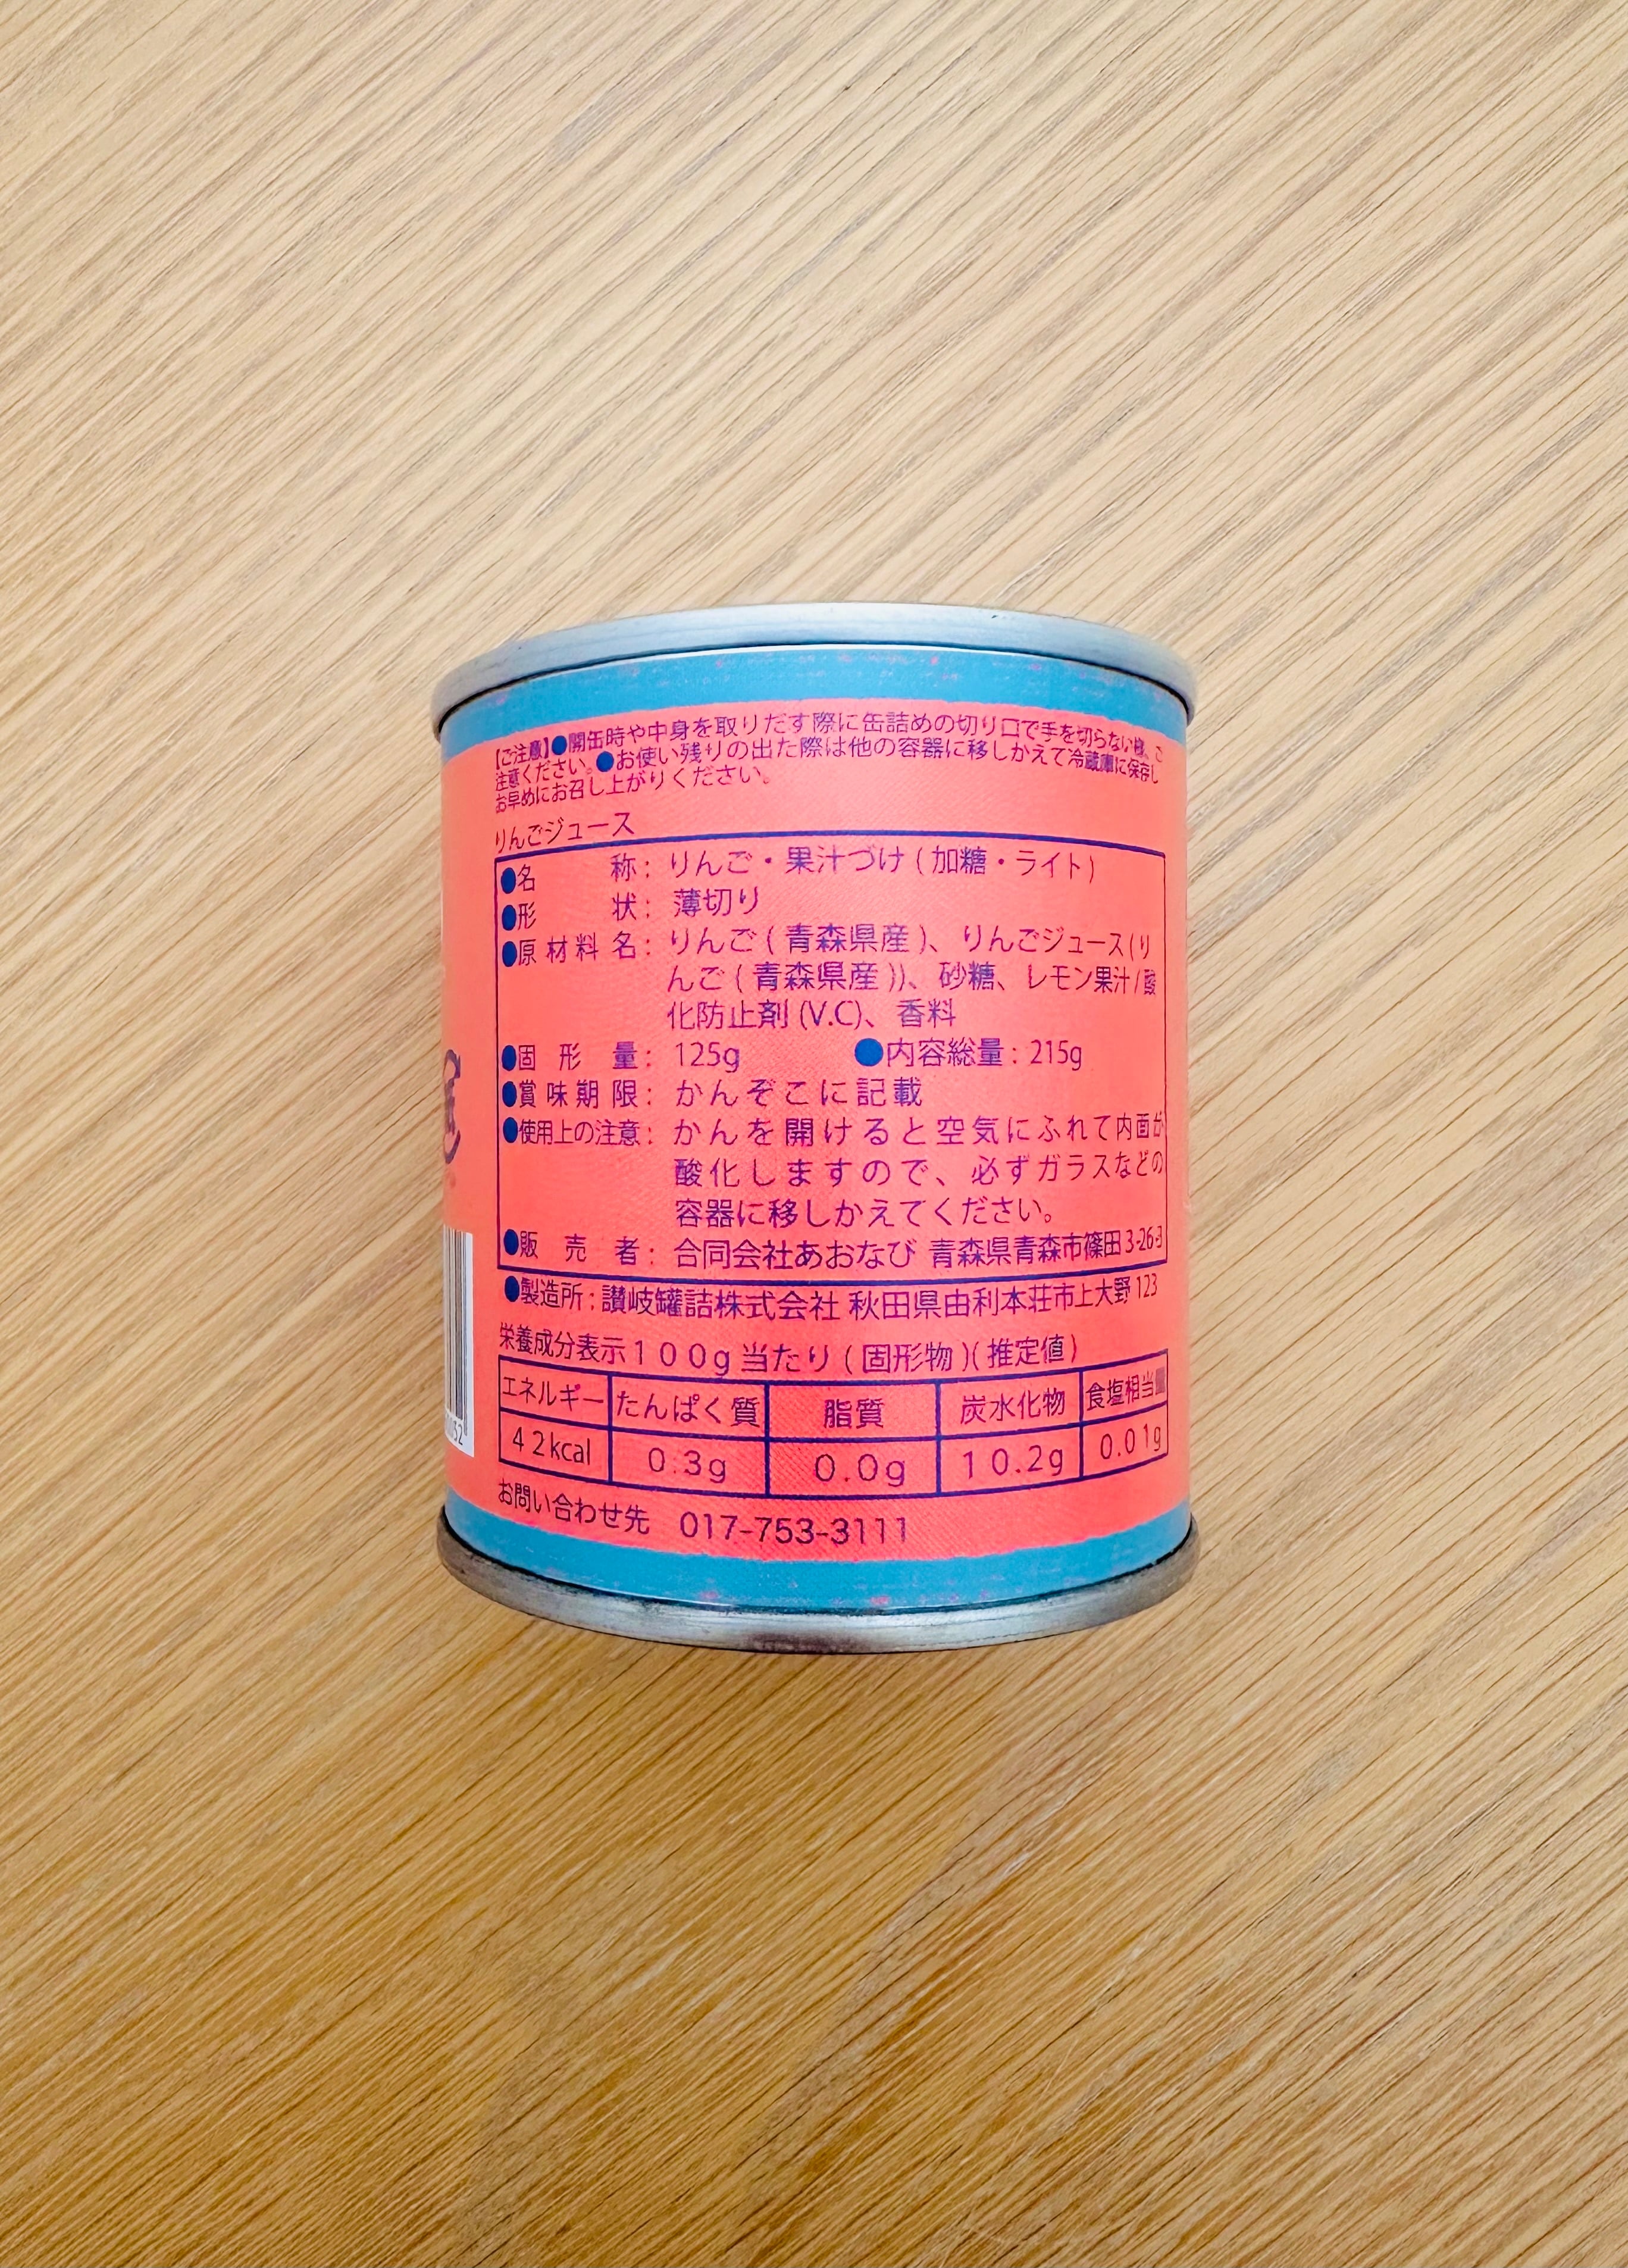 【ご注意】●開缶時や中身を取りだす際に缶詰めの切り口で手を切らない様、ご
注意ください。●お使い残りの出た際は他の容器に移しかえて冷蔵庫に保存し
お早めにお召し上がりください。
りんごジュース
●名称：りんご・果汁づけ(加糖・ライト)
●形状：薄切り
●原材料名：りんご(青森県産)、りんごジュース(り
んご(青森県産))、砂糖、レモン果汁/酸
化防止剤(V.C)、香料
●固形量：125g ●内容総量：215g
●賞味期限：かんぞこに記載
●使用上の注意：かんを開けると空気にふれて内面が
酸化しますので、必ずガラスなどの
容器に移しかえてください。
●販売者：合同会社あおなび 青森県青森市篠田3-26-3
●製造所：讃岐罐詰株式会社 秋田県由利本荘市上大野123
栄養成分表示100g当たり(固形物)(推定値)
エネルギー たんぱく質 脂質 炭水化物 食塩相当量
42kcal 0.3g 0.0g 10.2g 0.01g
お問い合わせ先 017-753-3111